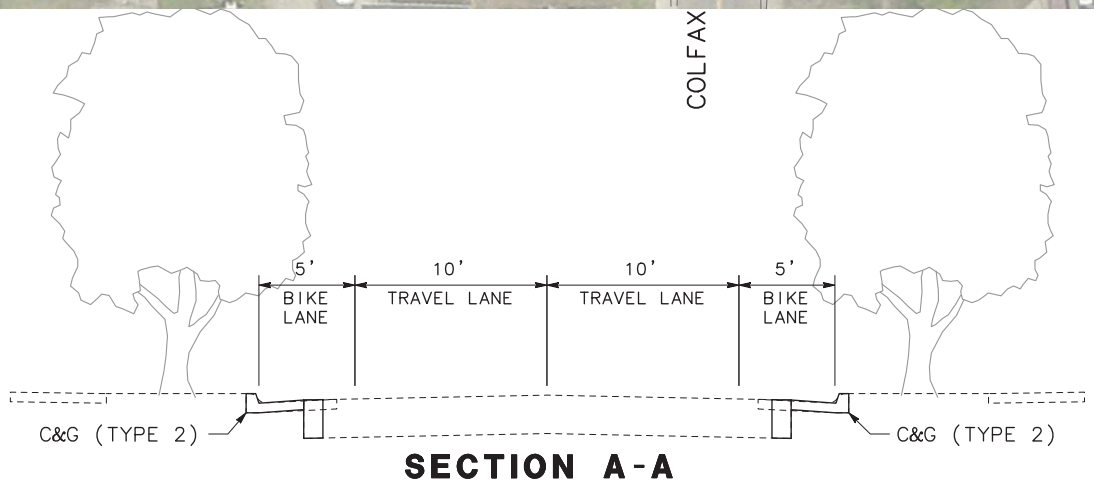 COLFAX
5' 10' 10' 5'
BIKE LANE TRAVEL LANE TRAVEL LANE BIKE LANE
C&G (TYPE 2) C&G (TYPE 2)
SECTION A-A